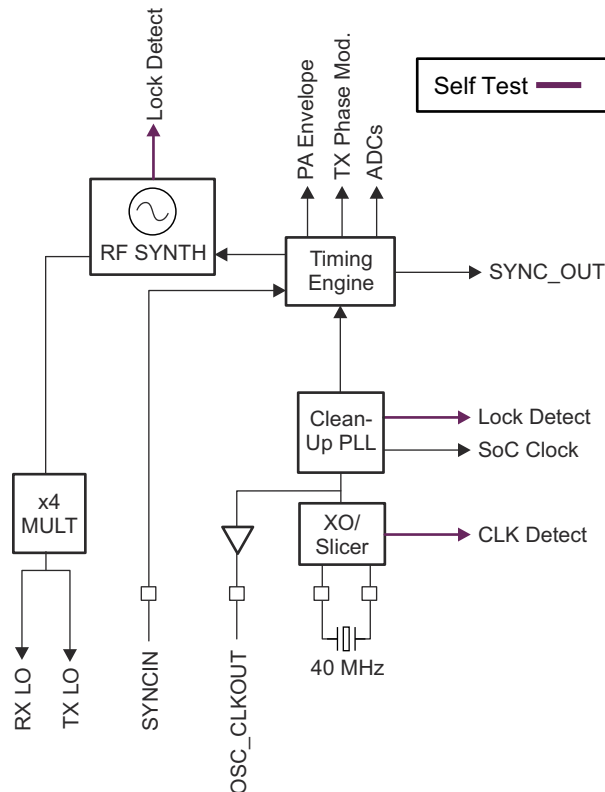 Lock Detect
Self Test
PA Envelope
TX Phase Mod.
ADCs
RF SYNTH
Timing
Engine
SYNC_OUT
Clean-
Up PLL
Lock Detect
SoC Clock
x4
MULT
XO/
Slicer
CLK Detect
40 MHz
RX LO
TX LO
SYNCIN
OSC_CLKOUT